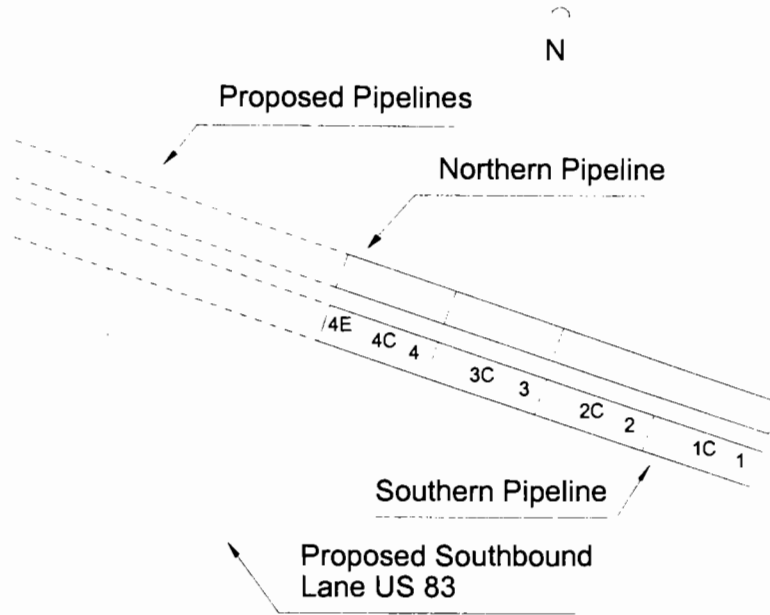 N
Proposed Pipelines
Northern Pipeline
4E
4C 4
3C 3
2C 2
1C 1
Southern Pipeline
Proposed Southbound
Lane US 83